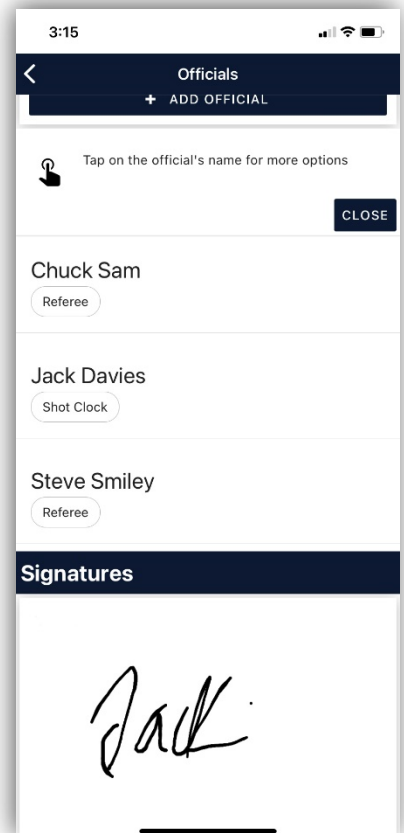 3:15
Officials
+ ADD OFFICIAL
Tap on the official's name for more options
CLOSE
Chuck Sam
Referee
Jack Davies
Shot Clock
Steve Smiley
Referee
Signatures
Jack